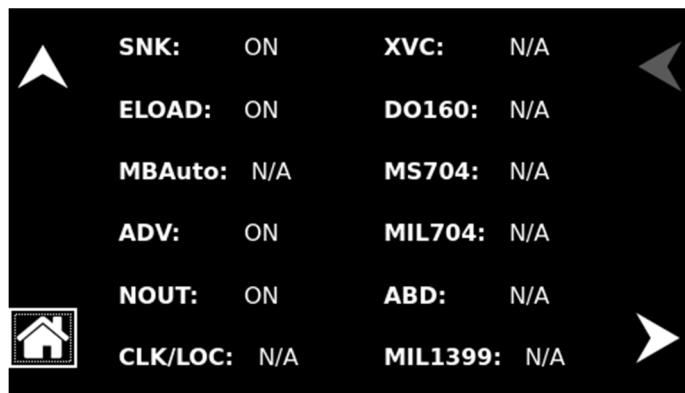 SNK: ON XVC: N/A
ELOAD: ON DO160: N/A
MBAuto: N/A MS704: N/A
ADV: ON MIL704: N/A
NOUT: ON ABD: N/A
CLK/LOC: N/A MIL1399: N/A